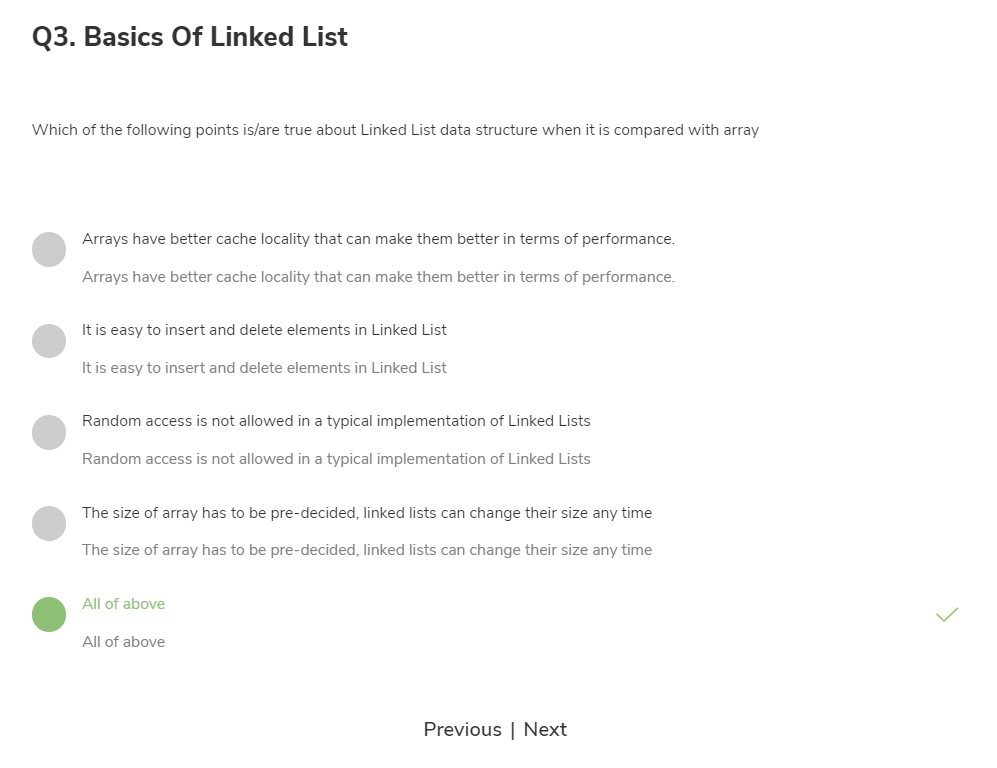 Q3. Basics Of Linked List
Which of the following points is/are true about Linked List data structure when it is compared with array
Arrays have better cache locality that can make them better in terms of performance.
Arrays have better cache locality that can make them better in terms of performance.
It is easy to insert and delete elements in Linked List
It is easy to insert and delete elements in Linked List
Random access is not allowed in a typical implementation of Linked Lists
Random access is not allowed in a typical implementation of Linked Lists
The size of array has to be pre-decided, linked lists can change their size any time
The size of array has to be pre-decided, linked lists can change their size any time
All of above
All of above
Previous | Next